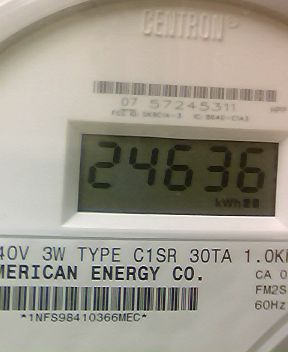 CENTRON®
07 57245311
24636
kWh
40V 3W TYPE C1SR 30TA 1.0K
MERICAN ENERGY CO.
CA 0
FM2S
60Hz
*1NFS98410366MEC*